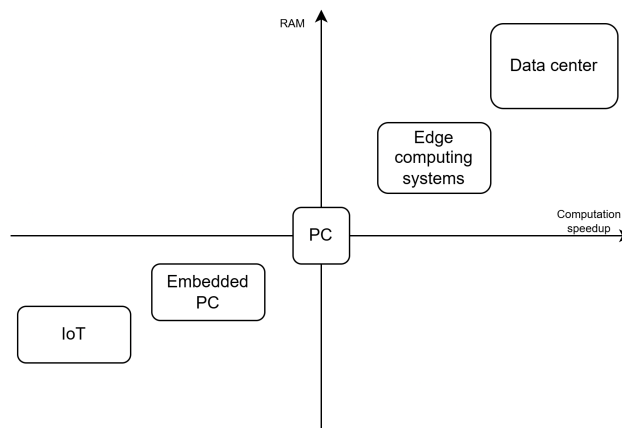 RAM
Data center
Edge
computing
systems
Computation
speedup
PC
Embedded
PC
IoT